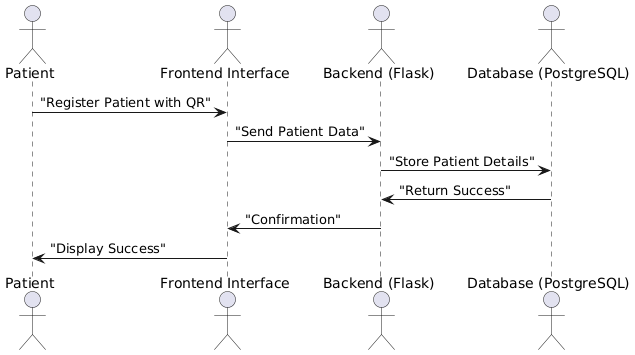 Patient Frontend Interface Backend (Flask) Database (PostgreSQL)
"Register Patient with QR"
"Send Patient Data"
"Store Patient Details"
"Return Success"
"Confirmation"
"Display Success"
Patient Frontend Interface Backend (Flask) Database (PostgreSQL)